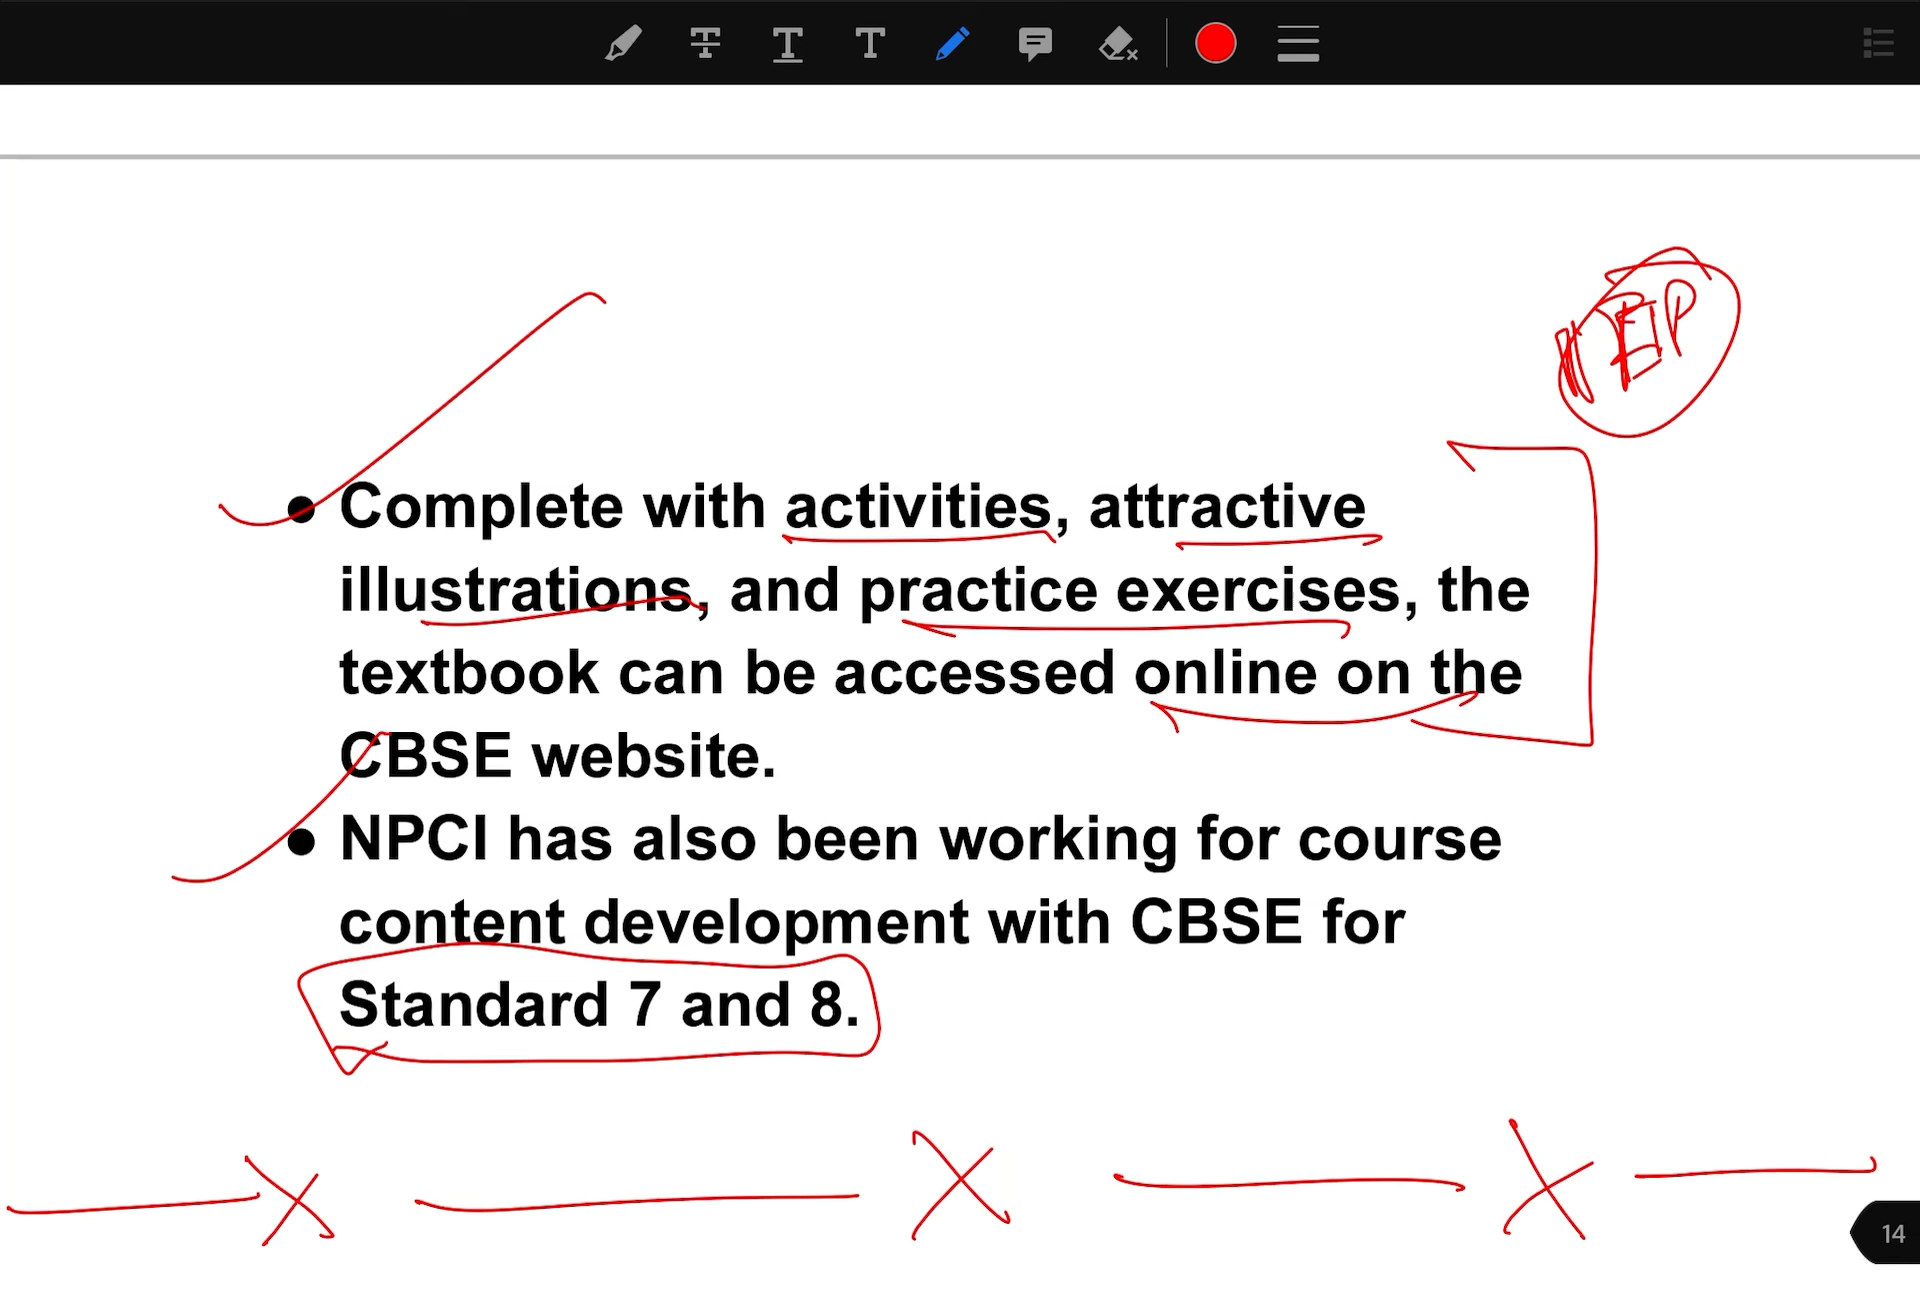 EP
● Complete with activities, attractive
illustrations, and practice exercises, the
textbook can be accessed online on the
CBSE website.
● NPCI has also been working for course
content development with CBSE for
Standard 7 and 8.
14